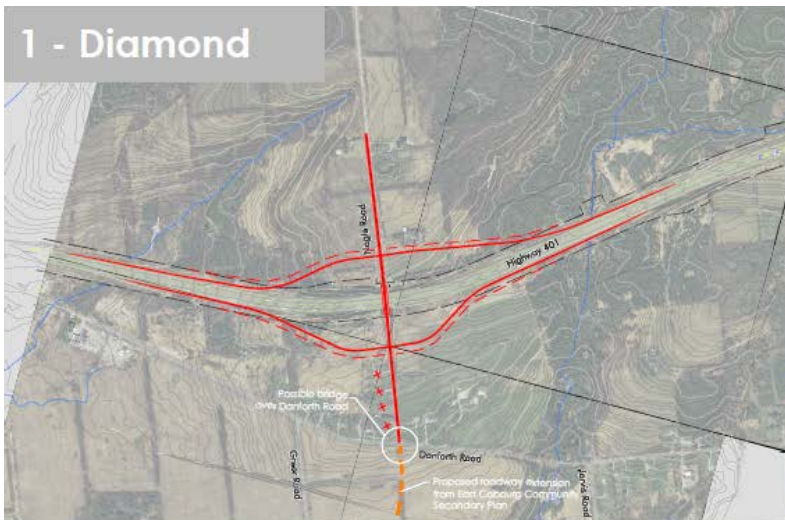 1 - Diamond
Nagle Road
Highway 401
Possible bridge
over Danforth Road
Danforth Road
Greer Road
Jarvis Road
Proposed roadway extension
from East Cobourg Community
Secondary Plan